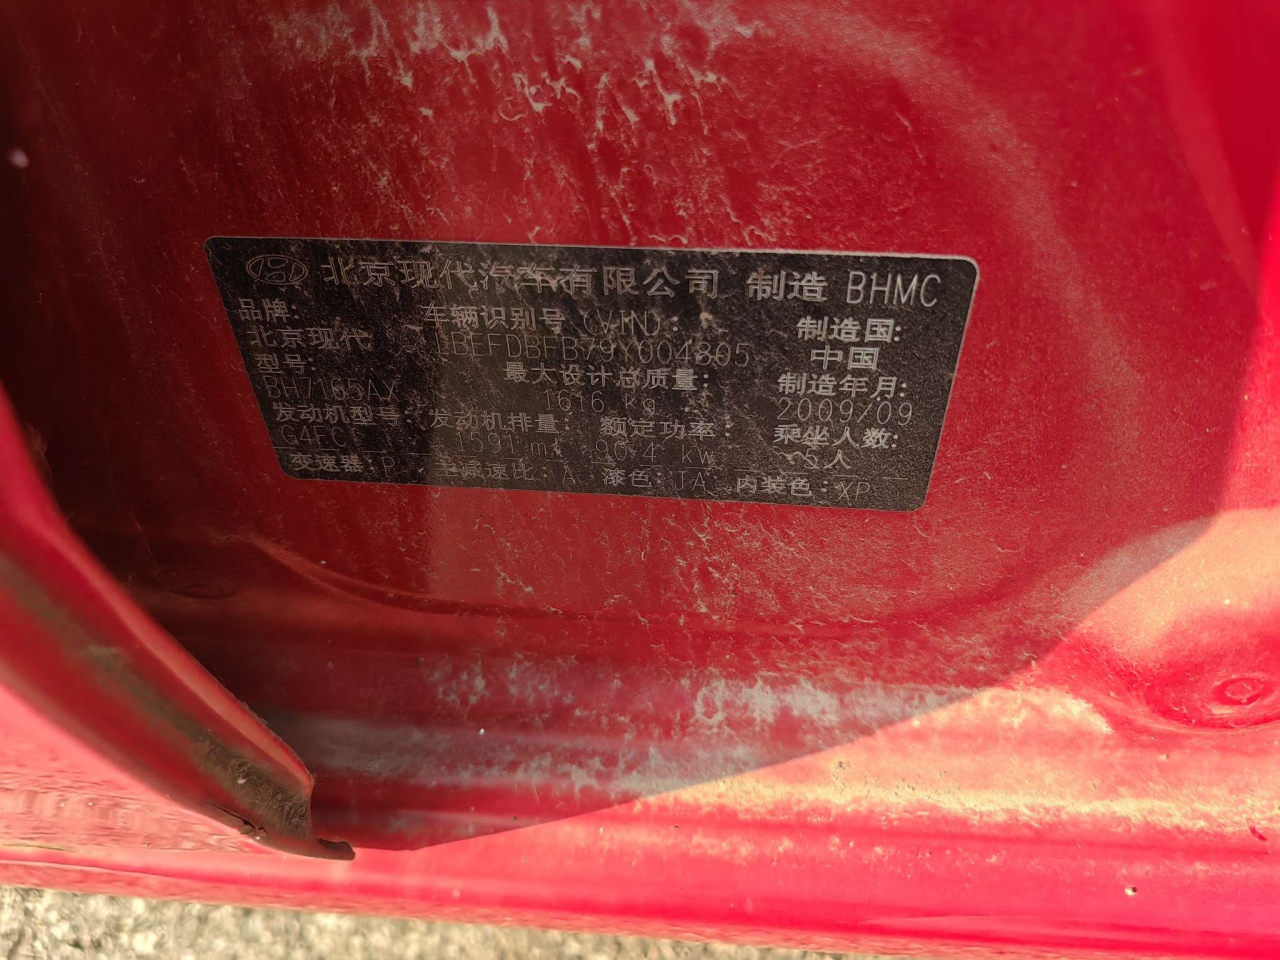 北京现代汽车有限公司 制造 BHMC
品牌: 车辆识别号(VIN): 制造国:
北京现代 中国
型号: 最大设计总质量: 制造年月:
BH7165AX 1616 kg 2009/09
发动机型号: 发动机排量: 额定功率: 乘坐人数:
G4FC 1591 mL 90.4 kw 5人
变速器:P 主减速比:A 漆色:JA 内装色:XP